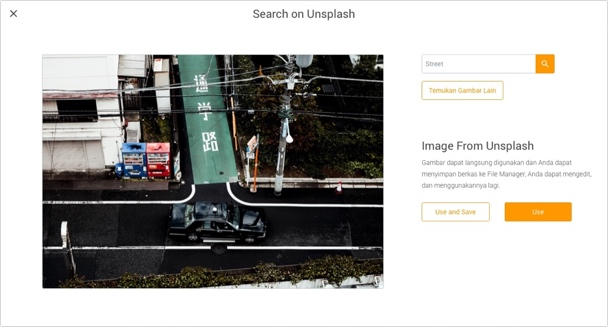 Search on Unsplash
Street
Temukan Gambar Lain
通
学
路
Image From Unsplash
Gambar dapat langsung digunakan dan Anda dapat
menyimpan berkas ke File Manager, Anda dapat mengedit,
dan menggunakannya lagi.
Use and Save
Use